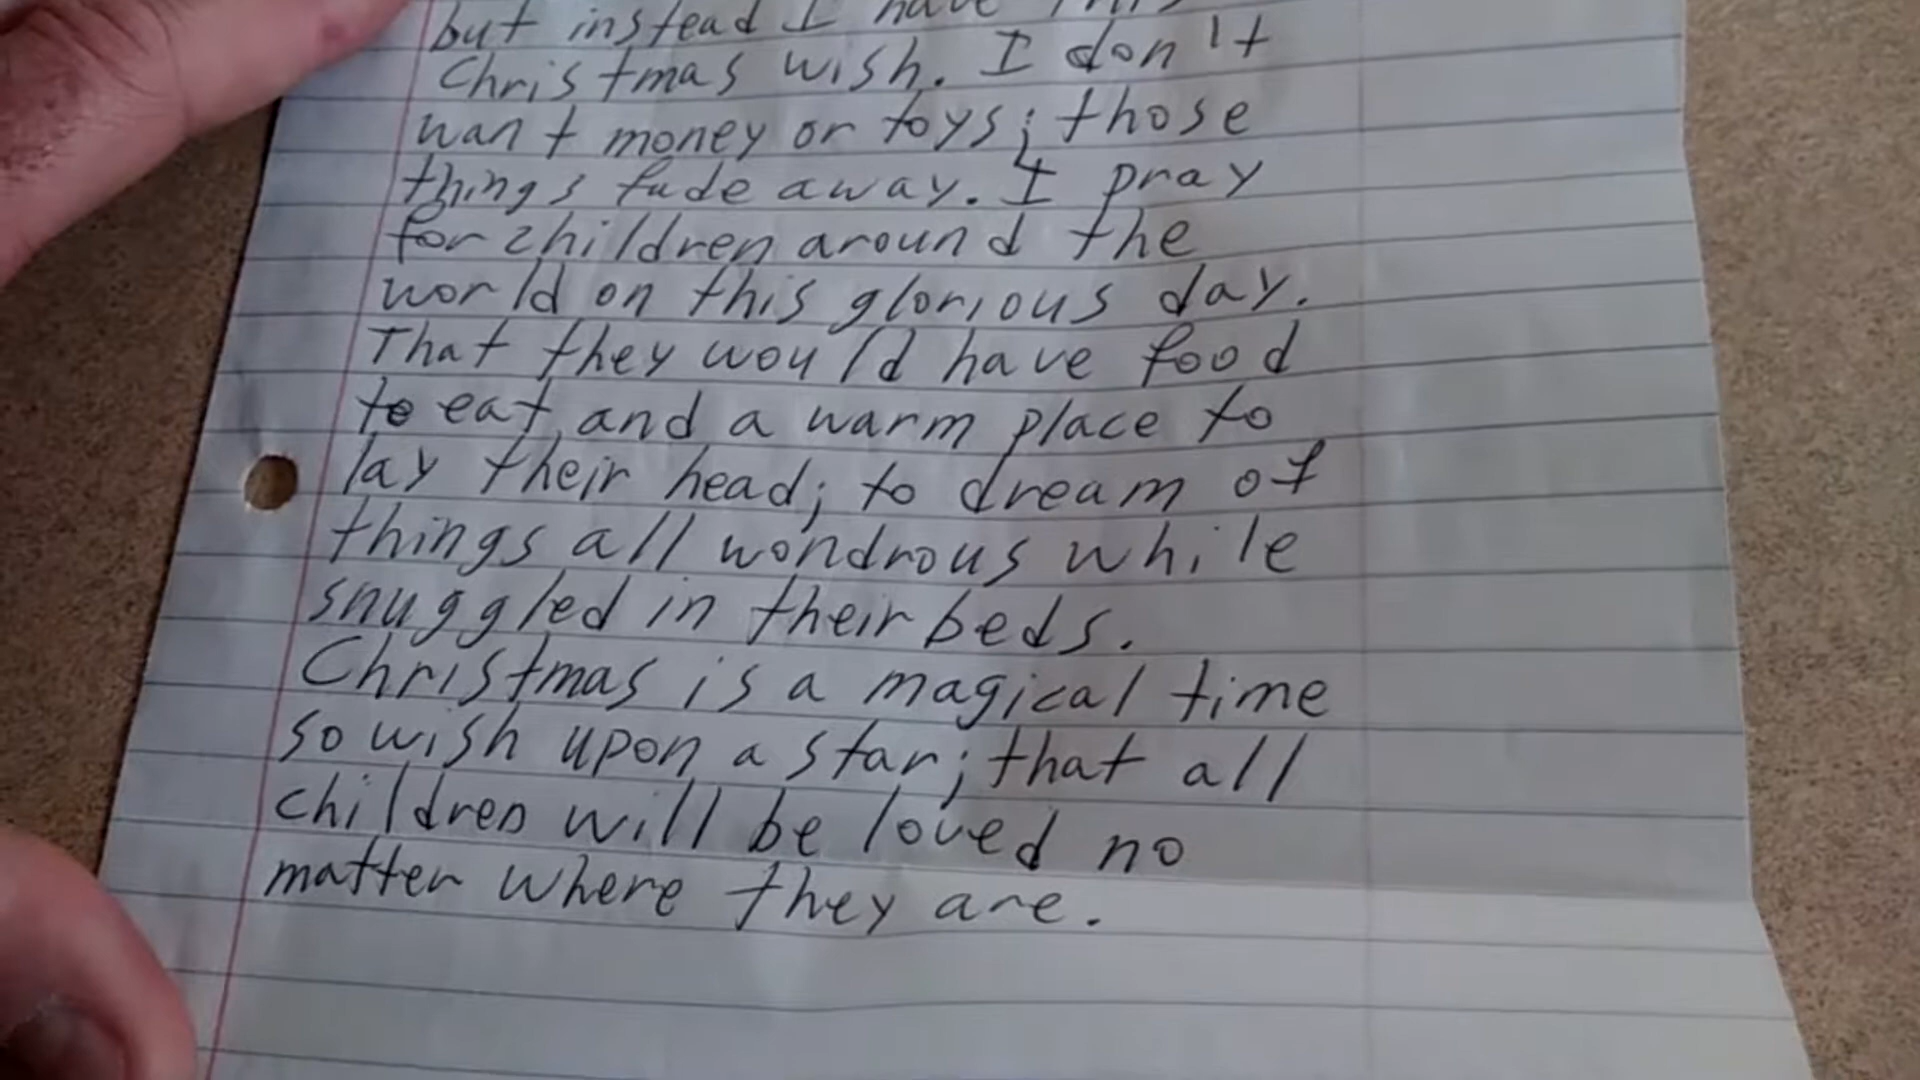 but instead I have this
Christmas wish. I don't
want money or toys; those
things fade away. I pray
for children around the
world on this glorious day.
That they would have food
to eat and a warm place to
lay their head; to dream of
things all wondrous while
snuggled in their beds.
Christmas is a magical time
so wish upon a star; that all
children will be loved no
matter where they are.